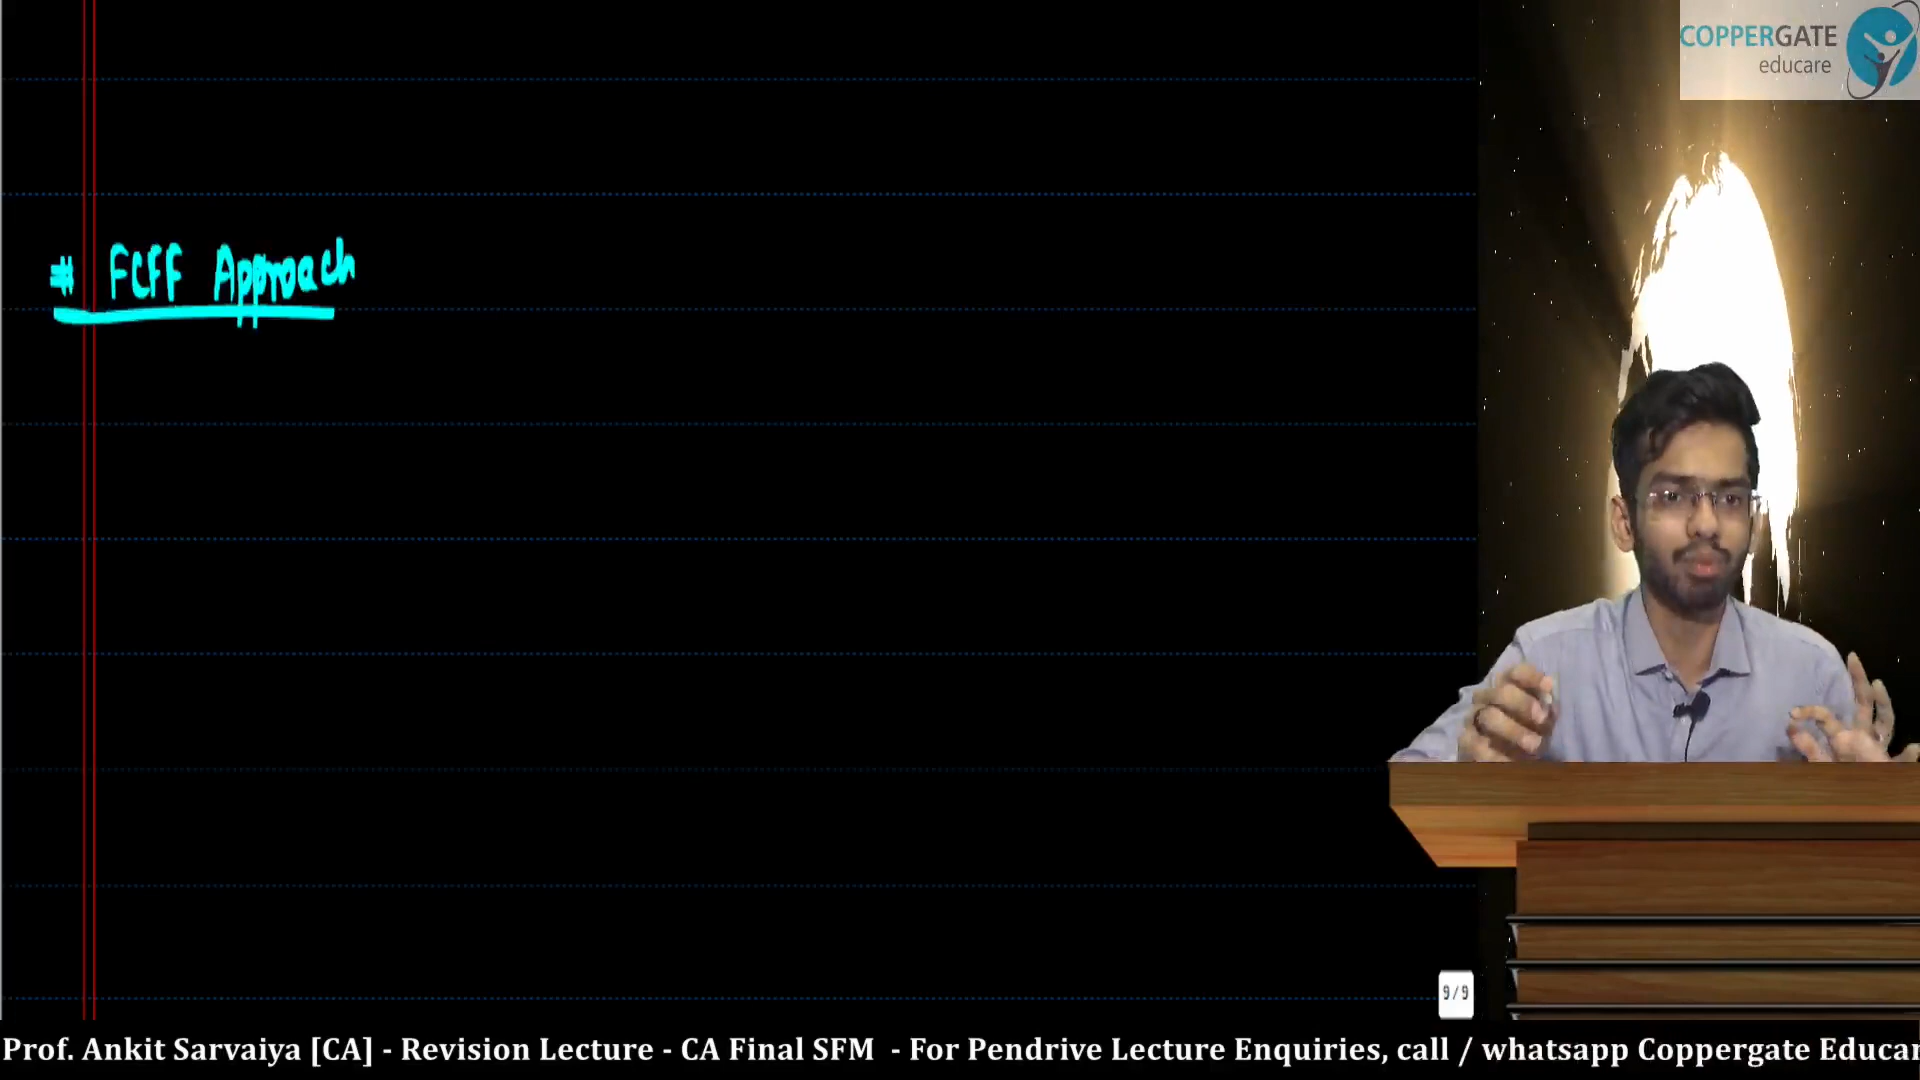 COPPERGATE
educare
# FCFF Approach
9/9
Prof. Ankit Sarvaiya [CA] - Revision Lecture - CA Final SFM - For Pendrive Lecture Enquiries, call / whatsapp Coppergate Educar